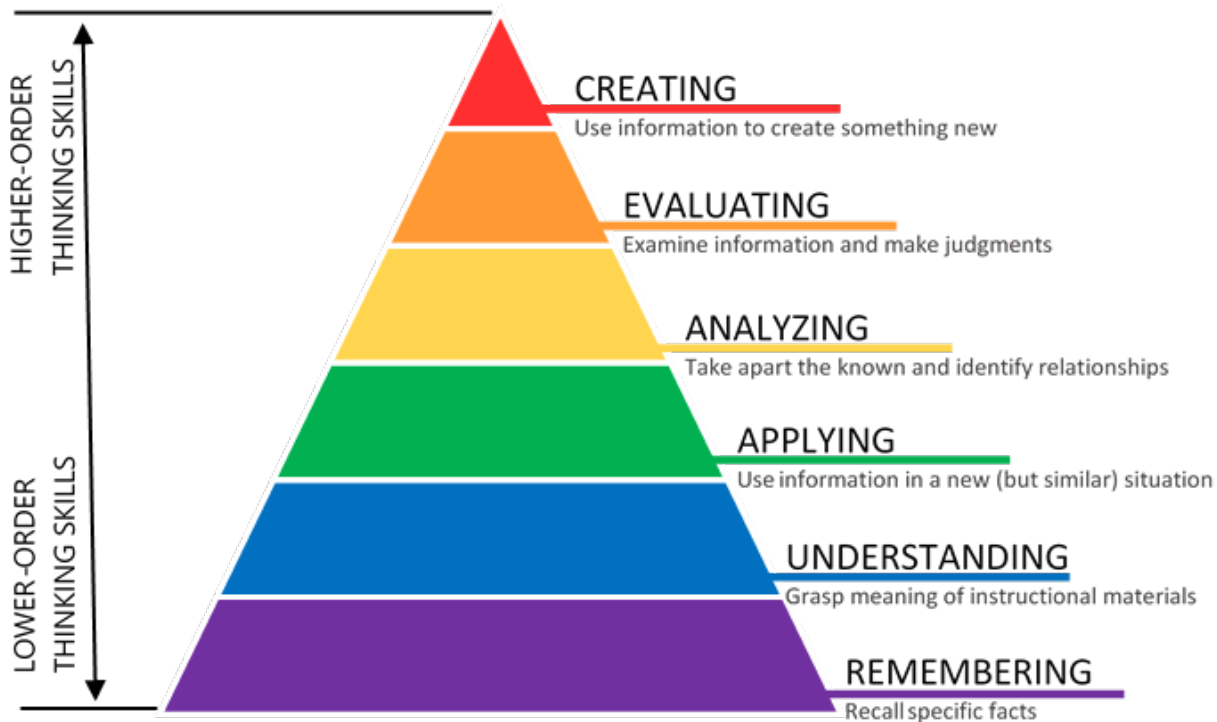 HIGHER-ORDER
THINKING SKILLS
CREATING
Use information to create something new
EVALUATING
Examine information and make judgments
ANALYZING
Take apart the known and identify relationships
APPLYING
Use information in a new (but similar) situation
LOWER-ORDER
THINKING SKILLS
UNDERSTANDING
Grasp meaning of instructional materials
REMEMBERING
Recall specific facts